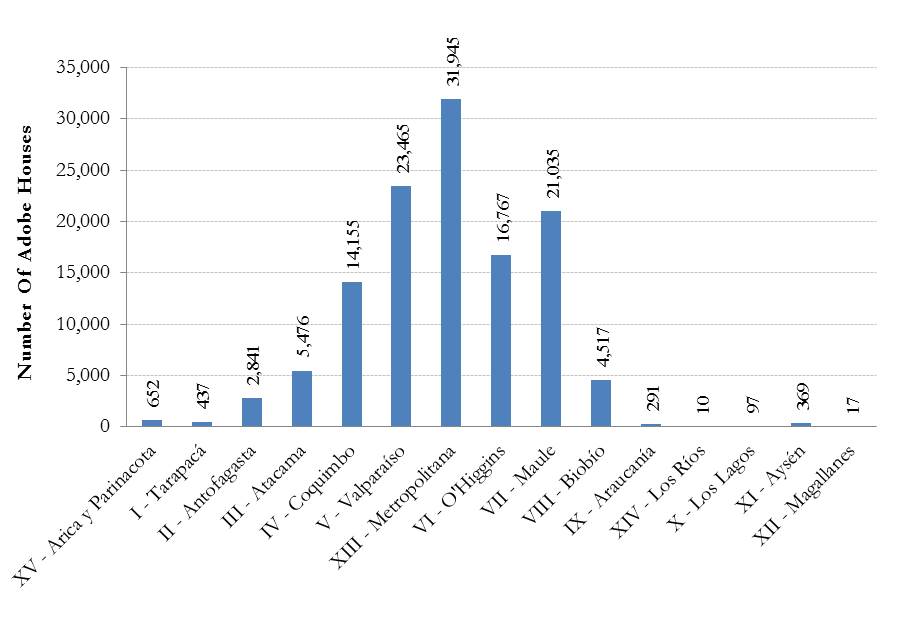 Number Of Adobe Houses
35,000
30,000
25,000
20,000
15,000
10,000
5,000
0
652
437
2,841
5,476
14,155
23,465
31,945
16,767
21,035
4,517
291
10
97
369
17
XV - Arica y Parinacota
I - Tarapacá
II - Antofagasta
III - Atacama
IV - Coquimbo
V - Valparaíso
XIII - Metropolitana
VI - O'Higgins
VII - Maule
VIII - Biobío
IX - Araucanía
XIV - Los Ríos
X - Los Lagos
XI - Aysén
XII - Magallanes